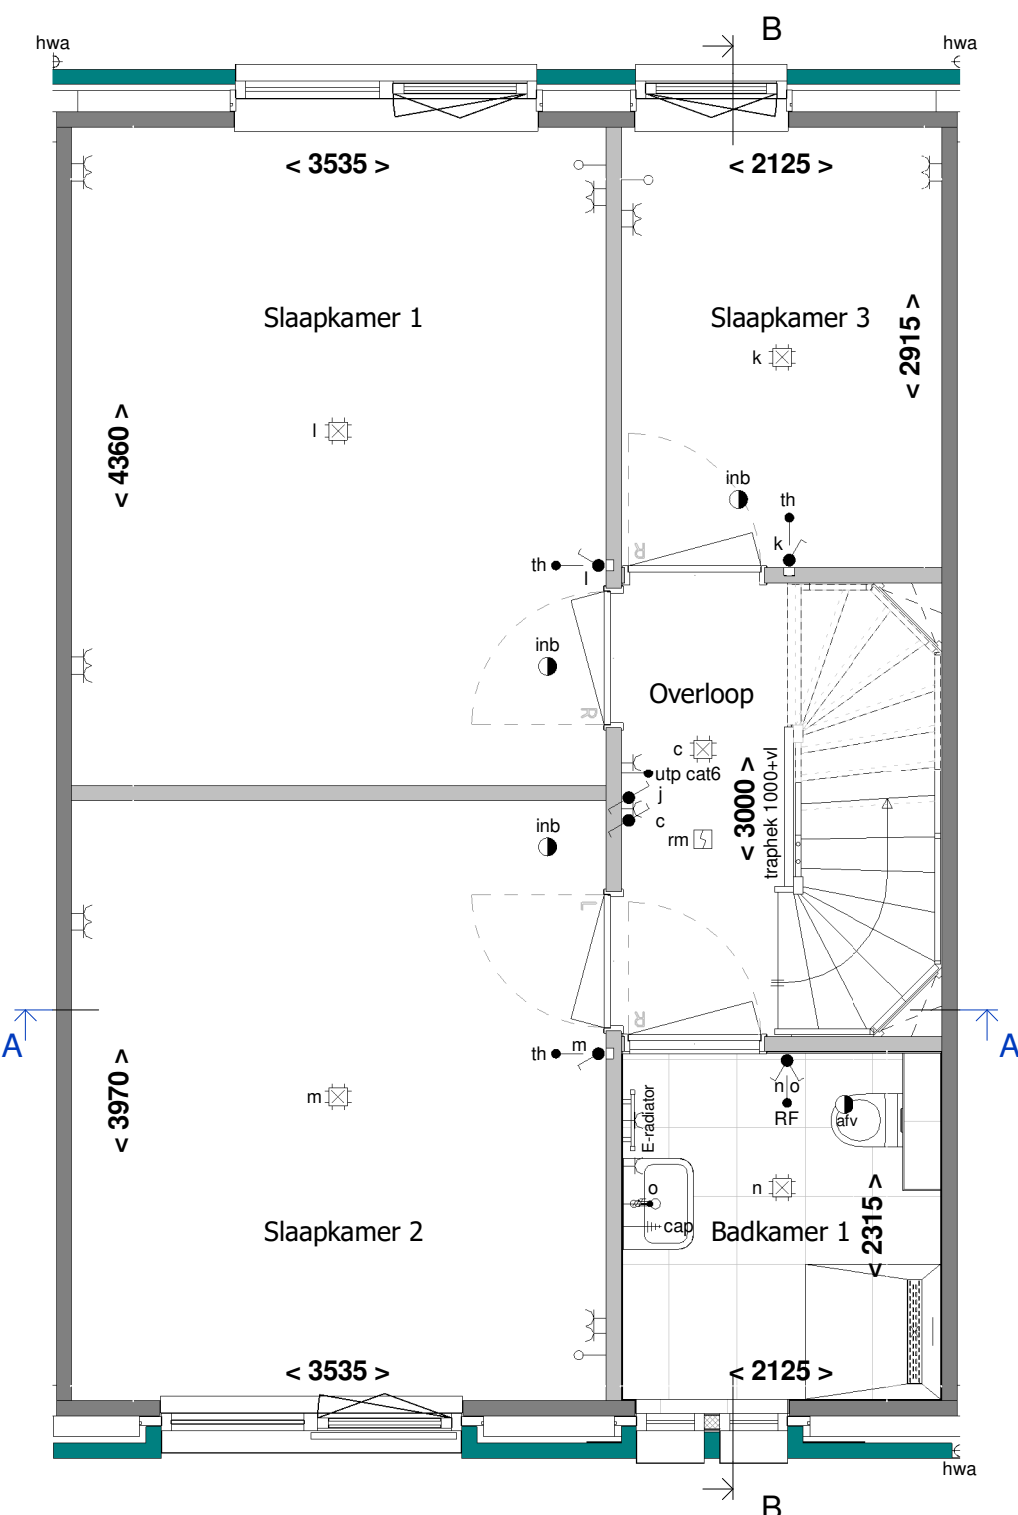 B
hwa
hwa
< 3535 >
< 2125 >
Slaapkamer 1
Slaapkamer 3
< 2915 >
k
l
< 4360 >
inb
th
k
th
l
R
inb
R
Overloop
c
utp cat6
j
c
rm
< 3000 >
traphek 1000+vl
inb
L
R
A
A
th
m
n o
RF
afv
E-radiator
< 3970 >
m
o
n
cap
Slaapkamer 2
Badkamer 1
< 2315 >
< 3535 >
< 2125 >
hwa
B